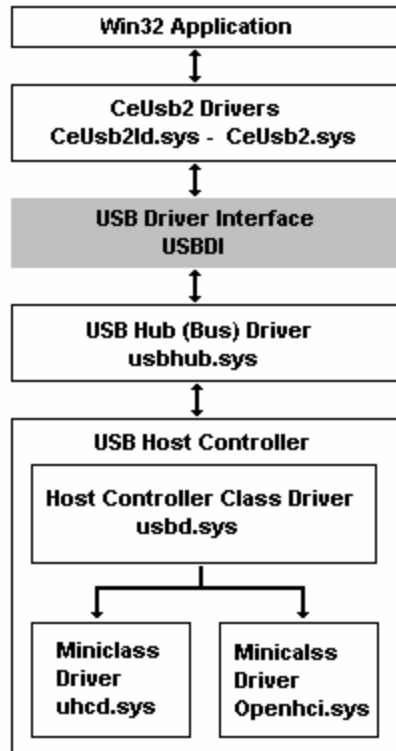 Win32 Application
CeUsb2 Drivers
CeUsb2ld.sys - CeUsb2.sys
USB Driver Interface
USBDI
USB Hub (Bus) Driver
usbhub.sys
USB Host Controller
Host Controller Class Driver
usbd.sys
Miniclass
Driver
uhcd.sys
Minicalss
Driver
Openhci.sys